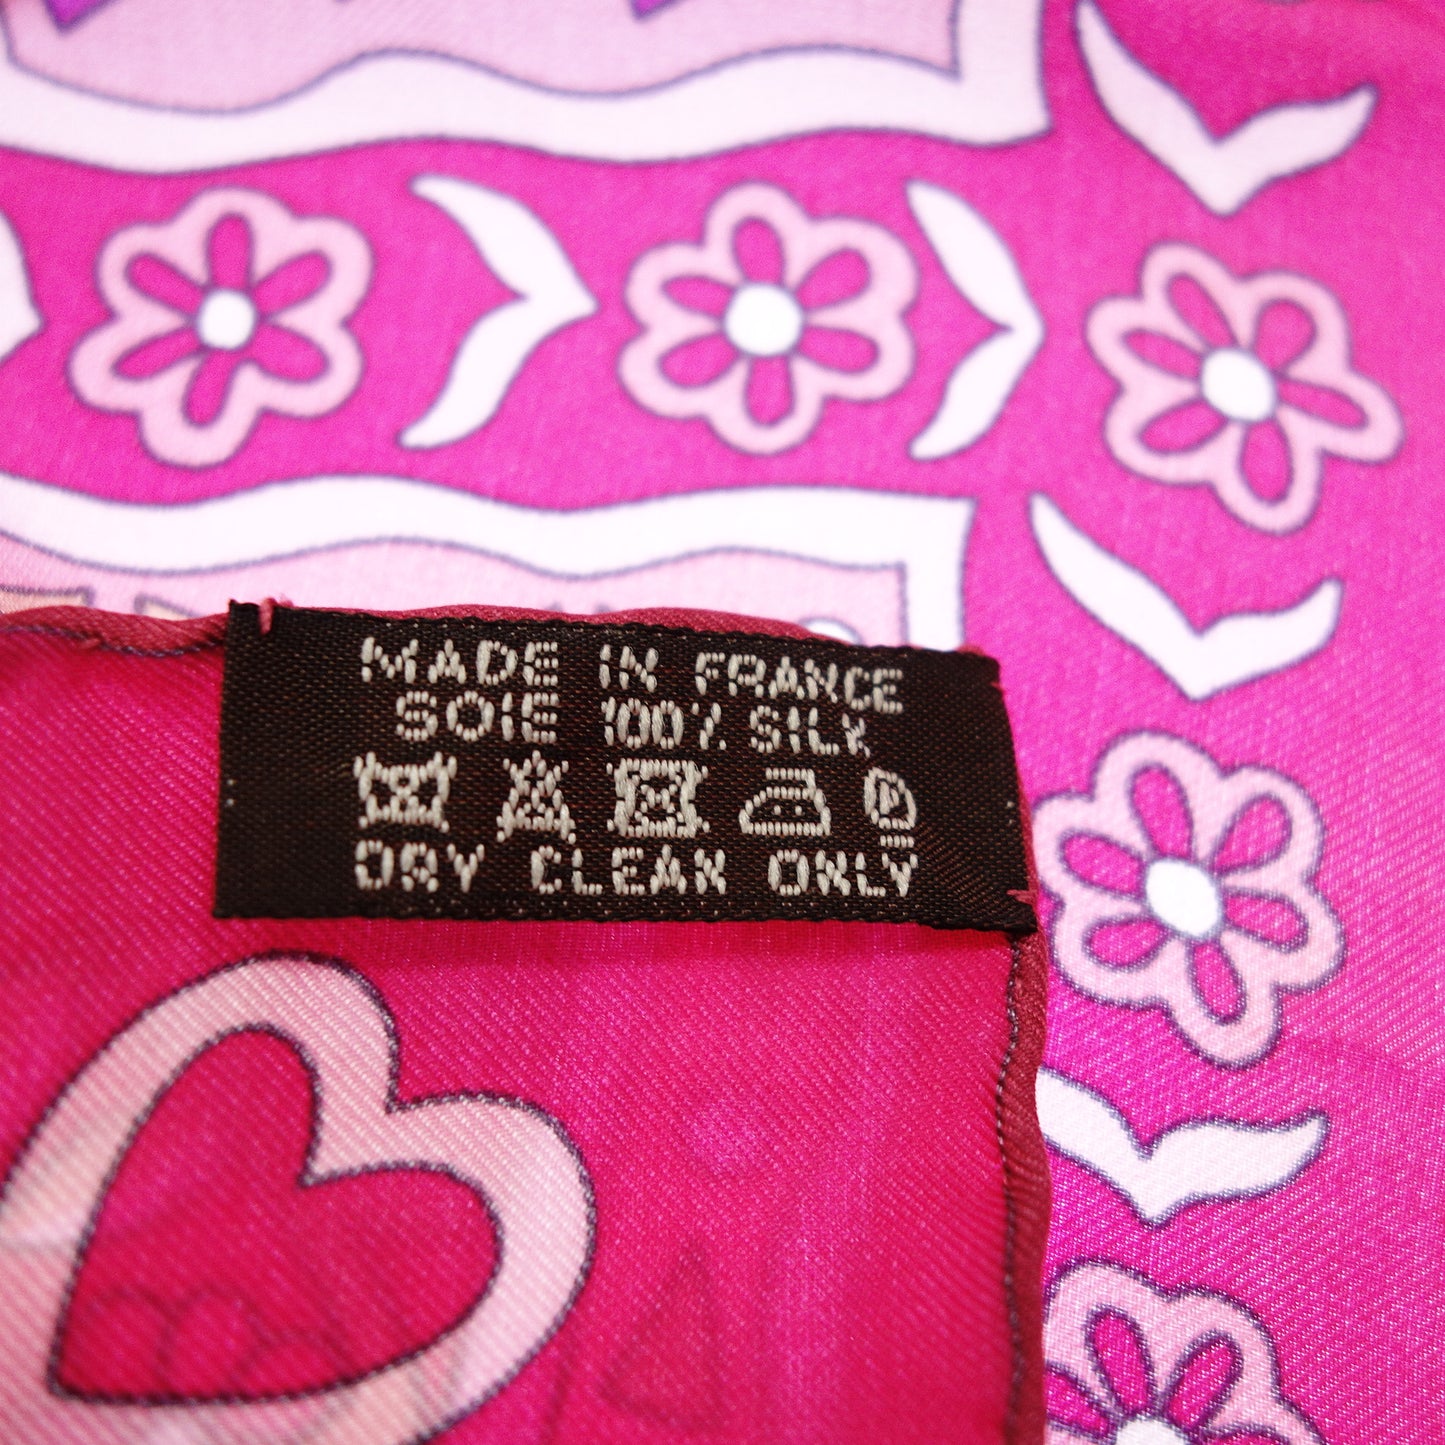 MADE IN FRANCE
SOIE 100% SILK
P
DRY CLEAN ONLY